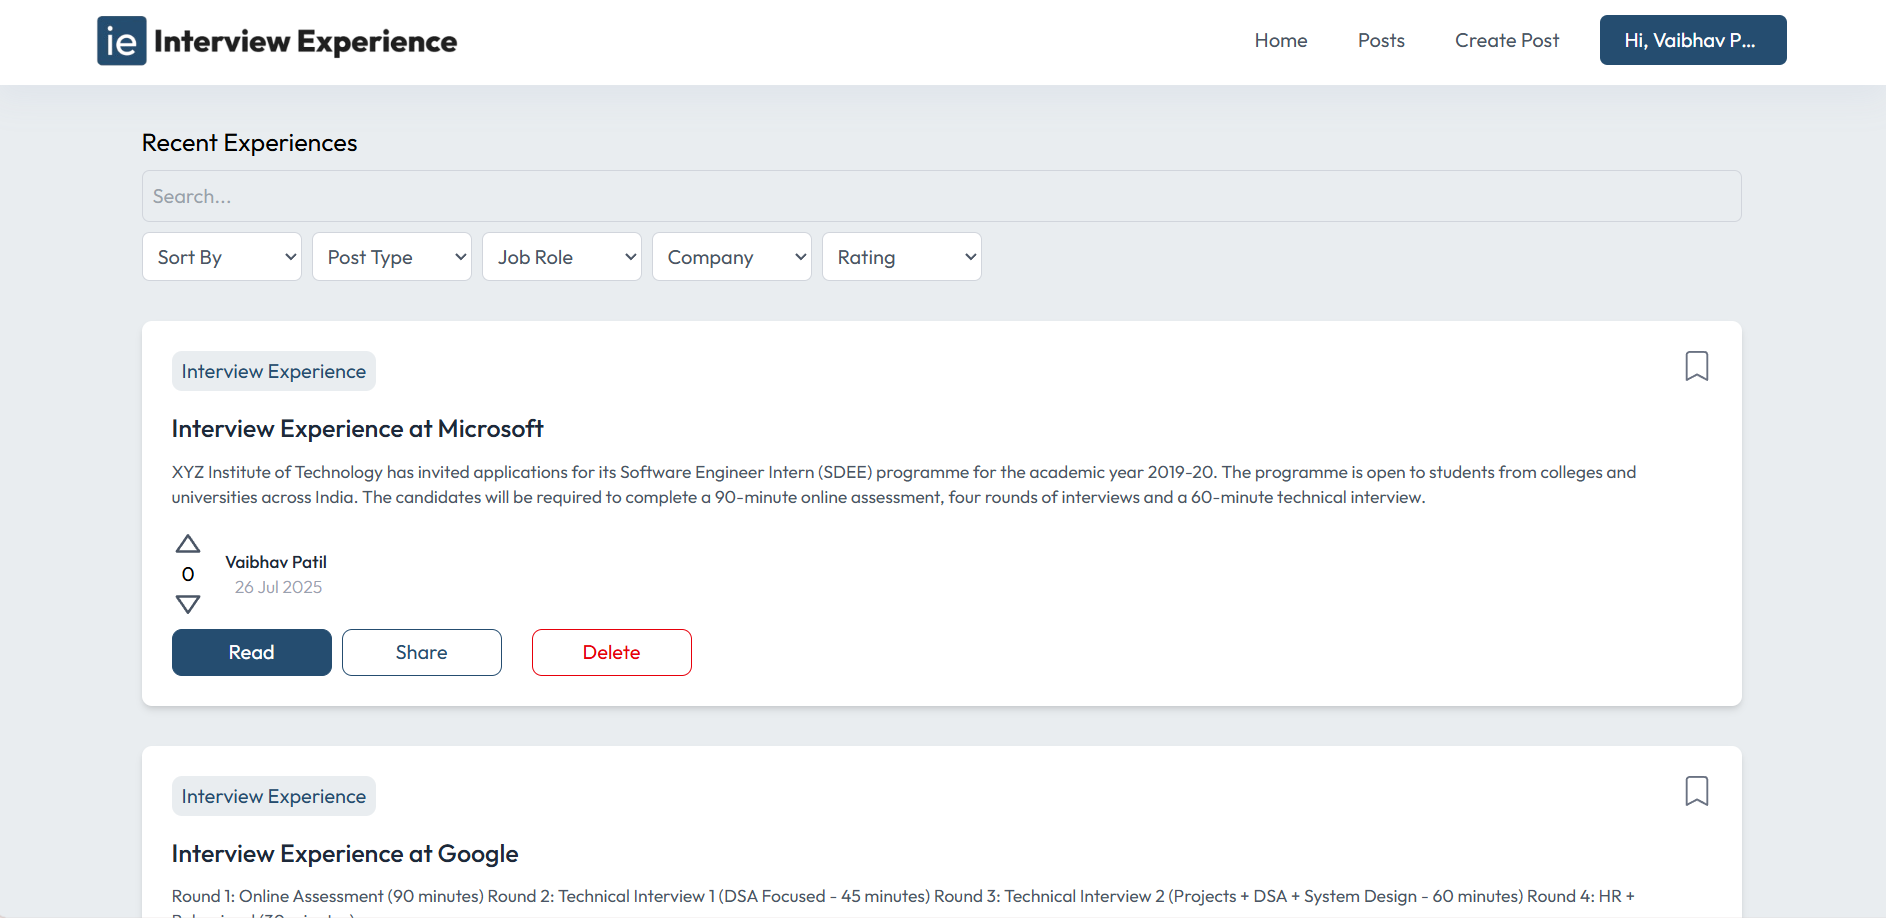 ie Interview Experience
Home Posts Create Post Hi, Vaibhav P...
Recent Experiences
Search...
Sort By Post Type Job Role Company Rating
Interview Experience
Interview Experience at Microsoft
XYZ Institute of Technology has invited applications for its Software Engineer Intern (SDEE) programme for the academic year 2019-20. The programme is open to students from colleges and
universities across India. The candidates will be required to complete a 90-minute online assessment, four rounds of interviews and a 60-minute technical interview.
0
Vaibhav Patil
26 Jul 2025
Read Share Delete
Interview Experience
Interview Experience at Google
Round 1: Online Assessment (90 minutes) Round 2: Technical Interview 1 (DSA Focused - 45 minutes) Round 3: Technical Interview 2 (Projects + DSA + System Design - 60 minutes) Round 4: HR +